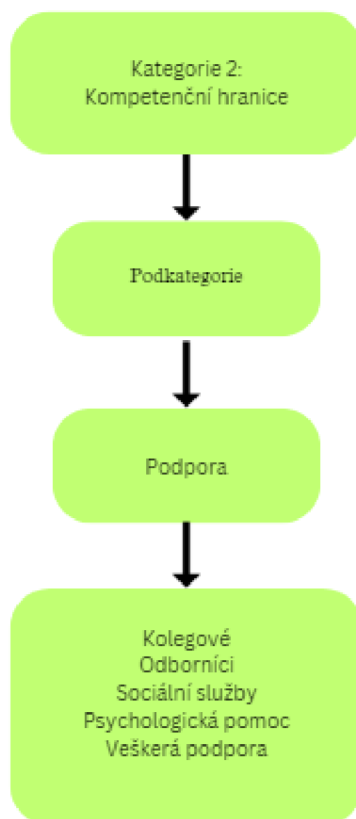 Kategorie 2:
Kompetenční hranice
Podkategorie
Podpora
Kolegové
Odborníci
Sociální služby
Psychologická pomoc
Veškerá podpora